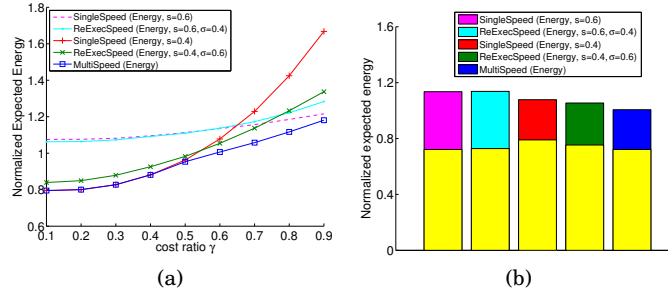 SingleSpeed (Energy, s=0.6)
ReExecSpeed (Energy, s=0.6, σ=0.4)
SingleSpeed (Energy, s=0.4)
ReExecSpeed (Energy, s=0.4, σ=0.6)
MultiSpeed (Energy)
Normalized Expected Energy
1.8
1.6
1.4
1.2
1
0.8
0.6
0.1
0.2
0.3
0.4
0.5
0.6
0.7
0.8
0.9
cost ratio γ
(a)
SingleSpeed (Energy, s=0.6)
ReExecSpeed (Energy, s=0.6, σ=0.4)
SingleSpeed (Energy, s=0.4)
ReExecSpeed (Energy, s=0.4, σ=0.6)
MultiSpeed (Energy)
Normalized expected energy
1.6
1.2
0.8
0.4
0
(b)